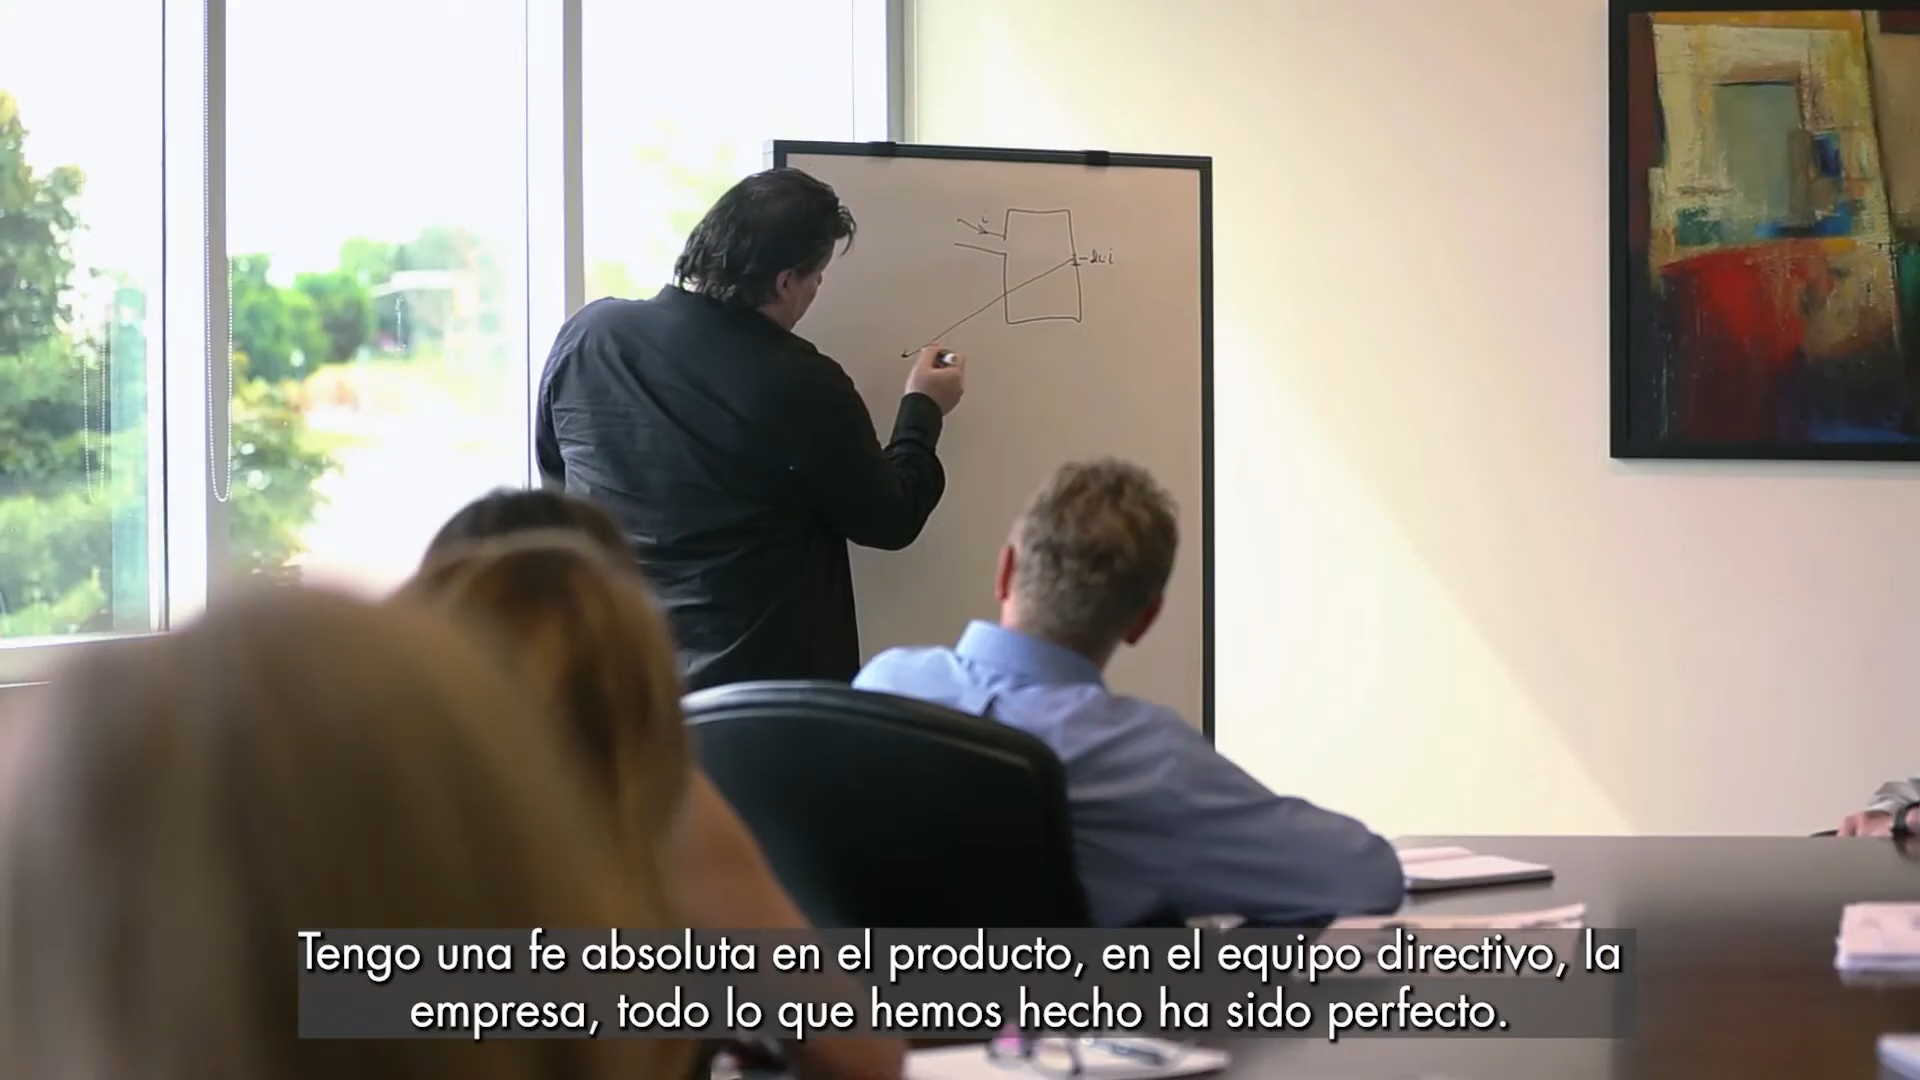 i
Tengo una fe absoluta en el producto, en el equipo directivo, la
empresa, todo lo que hemos hecho ha sido perfecto.